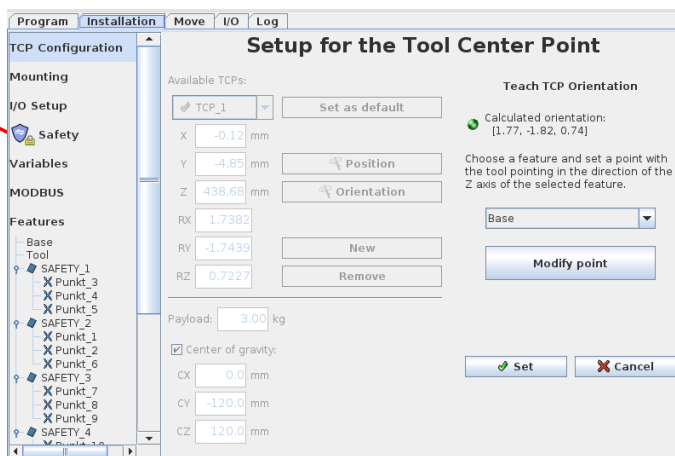 Program Installation Move I/O Log
TCP Configuration
Mounting
I/O Setup
Safety
Variables
MODBUS
Features
Base
Tool
SAFETY_1
Punkt_3
Punkt_4
Punkt_5
SAFETY_2
Punkt_1
Punkt_2
Punkt_6
SAFETY_3
Punkt_7
Punkt_8
Punkt_9
SAFETY_4
Punkt_10
Setup for the Tool Center Point
Available TCPs:
TCP_1 Set as default
X -0.12 mm
Y -4.85 mm Position
Z 438.68 mm Orientation
RX 1.7382
RY -1.7439 New
RZ 0.7227 Remove
Payload: 3.00 kg
Center of gravity:
CX 0.0 mm
CY -120.0 mm
CZ 120.0 mm
Teach TCP Orientation
Calculated orientation:
[1.77, -1.82, 0.74]
Choose a feature and set a point with
the tool pointing in the direction of the
Z axis of the selected feature.
Base
Modify point
Set Cancel